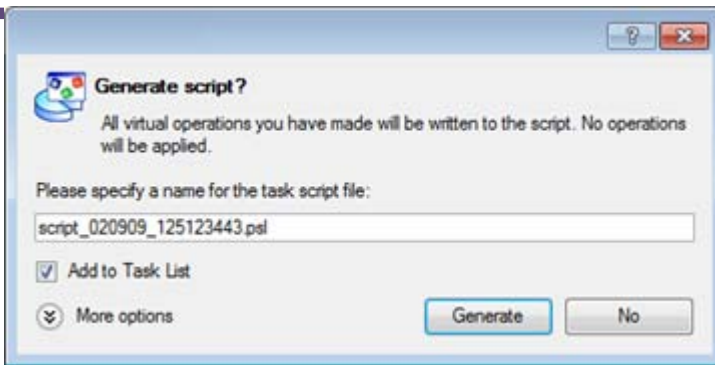 Generate script?
All virtual operations you have made will be written to the script. No operations
will be applied.
Please specify a name for the task script file:
script_020909_125123443.psl
Add to Task List
More options
Generate
No